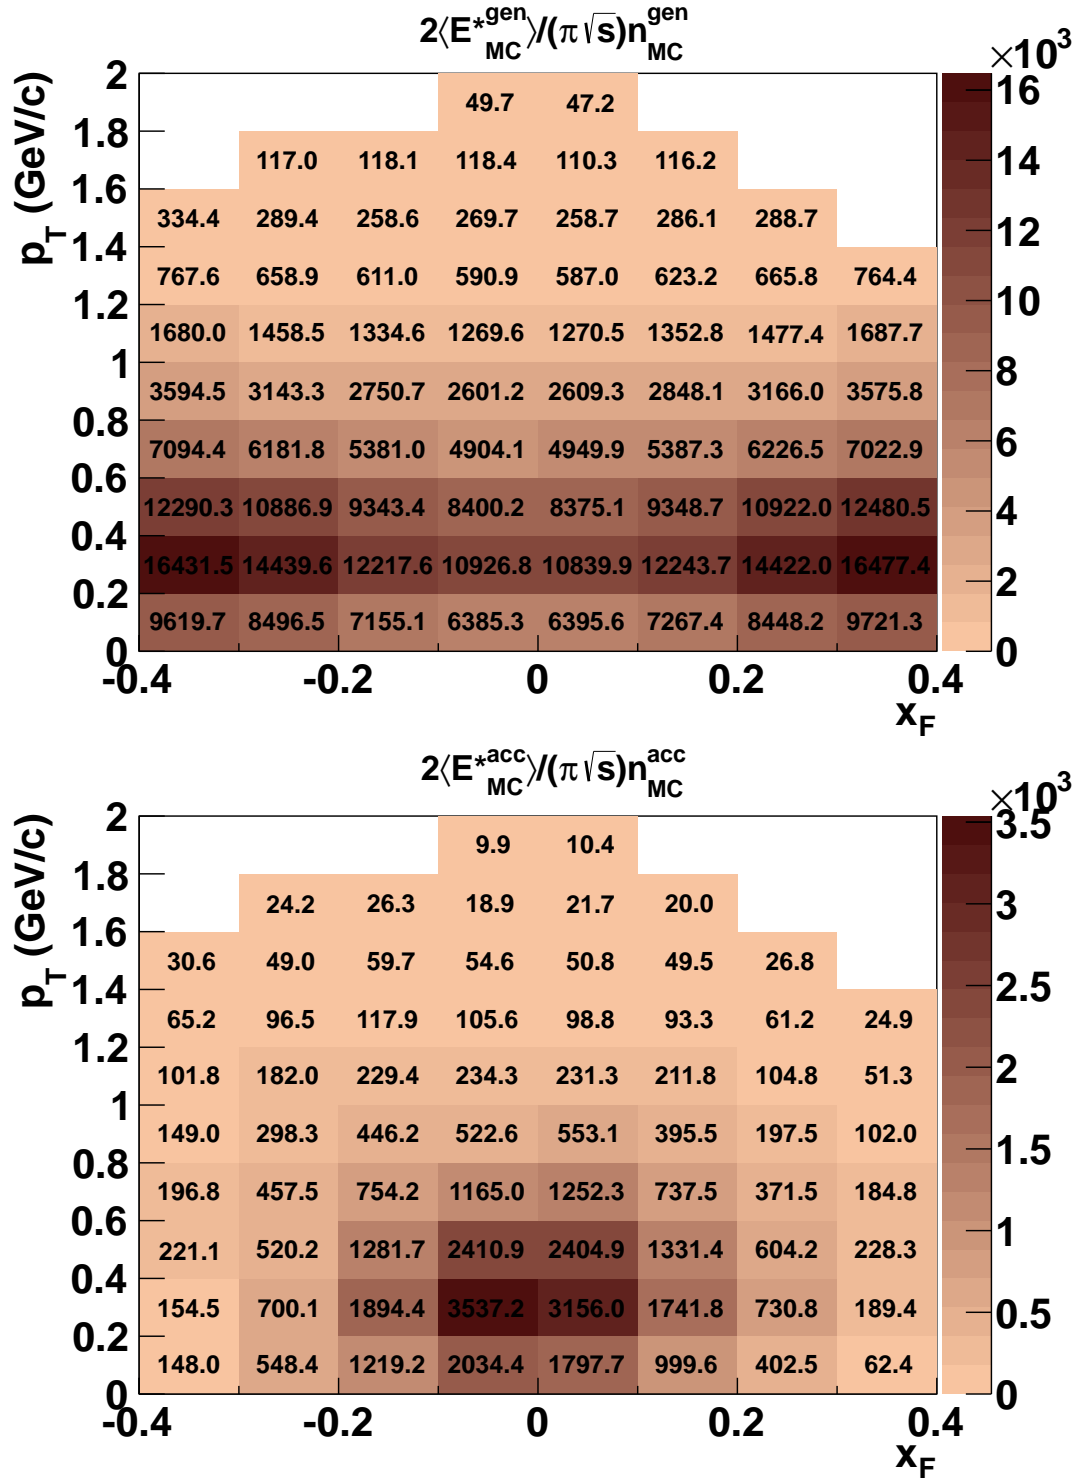 2⟨E*^gen_MC⟩/(π√s)n^gen_MC
×10³
p_T (GeV/c)
2
1.8
1.6
1.4
1.2
1
0.8
0.6
0.4
0.2
0
49.7 47.2
117.0 118.1 118.4 110.3 116.2
334.4 289.4 258.6 269.7 258.7 286.1 288.7
767.6 658.9 611.0 590.9 587.0 623.2 665.8 764.4
1680.0 1458.5 1334.6 1269.6 1270.5 1352.8 1477.4 1687.7
3594.5 3143.3 2750.7 2601.2 2609.3 2848.1 3166.0 3575.8
7094.4 6181.8 5381.0 4904.1 4949.9 5387.3 6226.5 7022.9
12290.3 10886.9 9343.4 8400.2 8375.1 9348.7 10922.0 12480.5
16431.5 14439.6 12217.6 10926.8 10839.9 12243.7 14422.0 16477.4
9619.7 8496.5 7155.1 6385.3 6395.6 7267.4 8448.2 9721.3
16
14
12
10
8
6
4
2
0
-0.4 -0.2 0 0.2 0.4
x_F
2⟨E*^acc_MC⟩/(π√s)n^acc_MC
×10³
p_T (GeV/c)
2
1.8
1.6
1.4
1.2
1
0.8
0.6
0.4
0.2
0
9.9 10.4
24.2 26.3 18.9 21.7 20.0
30.6 49.0 59.7 54.6 50.8 49.5 26.8
65.2 96.5 117.9 105.6 98.8 93.3 61.2 24.9
101.8 182.0 229.4 234.3 231.3 211.8 104.8 51.3
149.0 298.3 446.2 522.6 553.1 395.5 197.5 102.0
196.8 457.5 754.2 1165.0 1252.3 737.5 371.5 184.8
221.1 520.2 1281.7 2410.9 2404.9 1331.4 604.2 228.3
154.5 700.1 1894.4 3537.2 3156.0 1741.8 730.8 189.4
148.0 548.4 1219.2 2034.4 1797.7 999.6 402.5 62.4
3.5
3
2.5
2
1.5
1
0.5
0
-0.4 -0.2 0 0.2 0.4
x_F